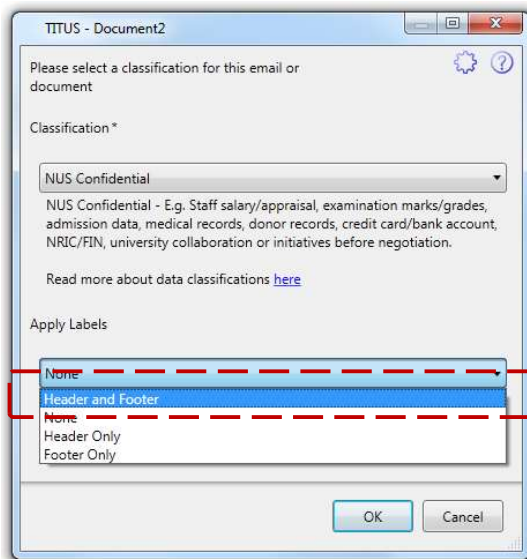 TITUS - Document2
Please select a classification for this email or
document
Classification *
NUS Confidential
NUS Confidential - E.g. Staff salary/appraisal, examination marks/grades,
admission data, medical records, donor records, credit card/bank account,
NRIC/FIN, university collaboration or initiatives before negotiation.
Read more about data classifications here
Apply Labels
None
Header and Footer
None
Header Only
Footer Only
OK
Cancel